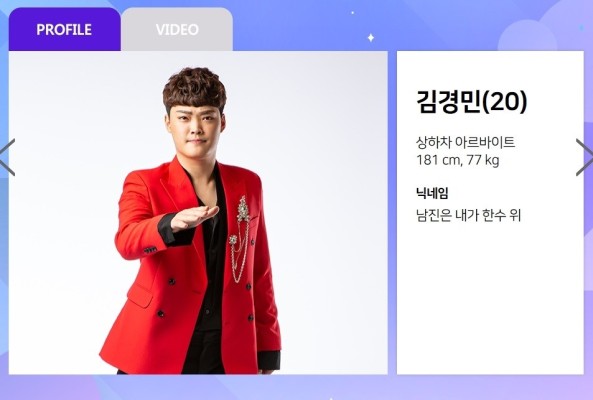 PROFILE
VIDEO
김경민(20)
상하차 아르바이트
181 cm, 77 kg
닉네임
남진은 내가 한수 위